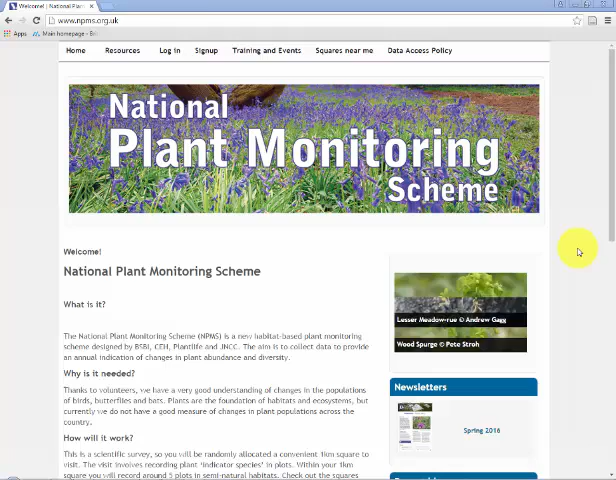 Welcome! | National Plan
www.npms.org.uk
Apps
Main homepage - Bri
Home Resources Log in Signup Training and Events Squares near me Data Access Policy
National
Plant Monitoring
Scheme
Welcome!
National Plant Monitoring Scheme
What is it?
The National Plant Monitoring Scheme (NPMS) is a new habitat-based plant monitoring
scheme designed by BSBI, CEH, Plantlife and JNCC. The aim is to collect data to provide
an annual indication of changes in plant abundance and diversity.
Why is it needed?
Thanks to volunteers, we have a very good understanding of changes in the populations
of birds, butterflies and bats. Plants are the foundation of habitats and ecosystems, but
currently we do not have a good measure of changes in plant populations across the
country.
How will it work?
This is a scientific survey, so you will be randomly allocated a convenient 1km square to
visit. The visit involves recording plant 'indicator species' in plots. Within your 1km
square you will record around 5 plots in semi-natural habitats. Check out the squares
Lesser Meadow-rue © Andrew Gagg
Wood Spurge © Pete Stroh
Newsletters
Spring 2016